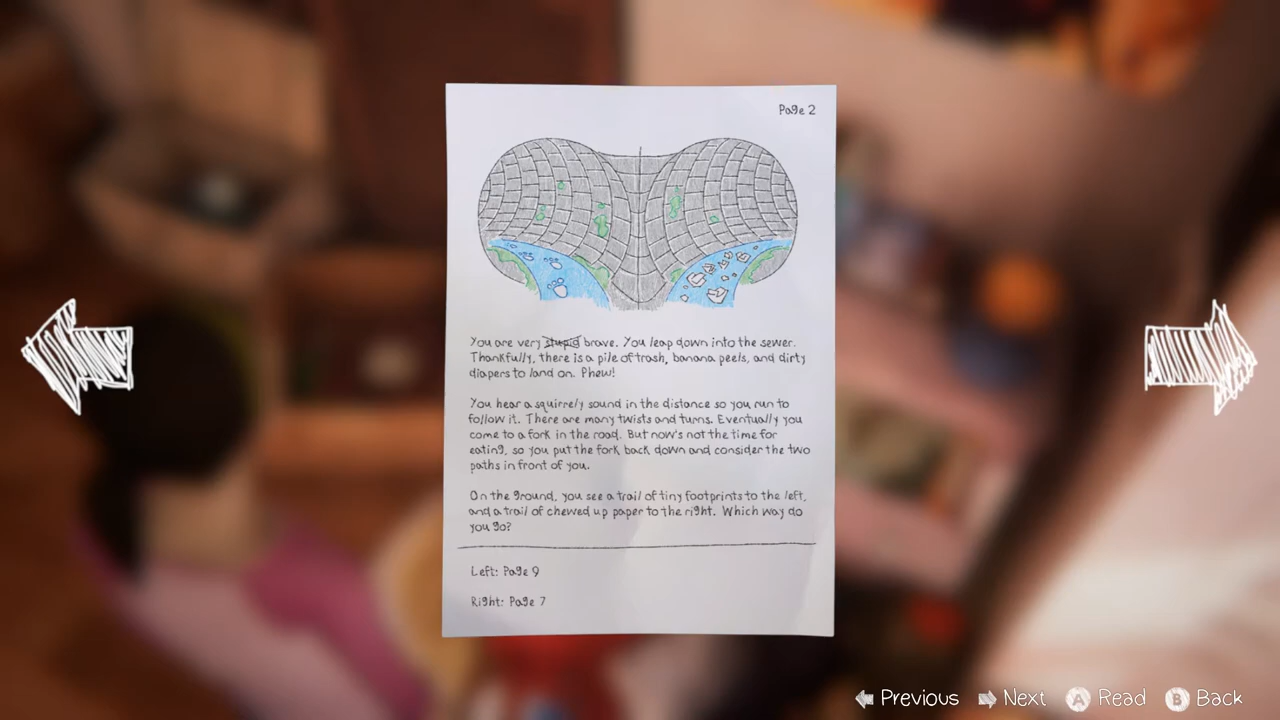 Page 2
You are very stupid brave. You leap down into the sewer.
Thankfully, there is a pile of trash, banana peels, and dirty
diapers to land on. Phew!
You hear a squirrely sound in the distance so you run to
follow it. There are many twists and turns. Eventually you
come to a fork in the road. But now's not the time for
eating, so you put the fork back down and consider the two
paths in front of you.
On the ground, you see a trail of tiny footprints to the left,
and a trail of chewed up paper to the right. Which way do
you go?
Left: Page 9
Right: Page 7
Previous Next A Read B Back